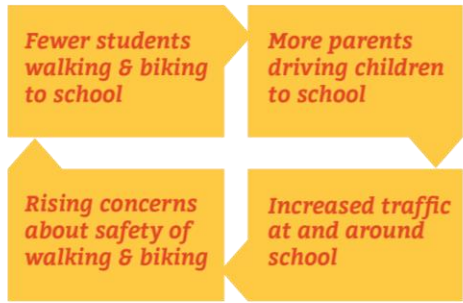 Fewer students
walking & biking
to school
More parents
driving children
to school
Increased traffic
at and around
school
Rising concerns
about safety of
walking & biking